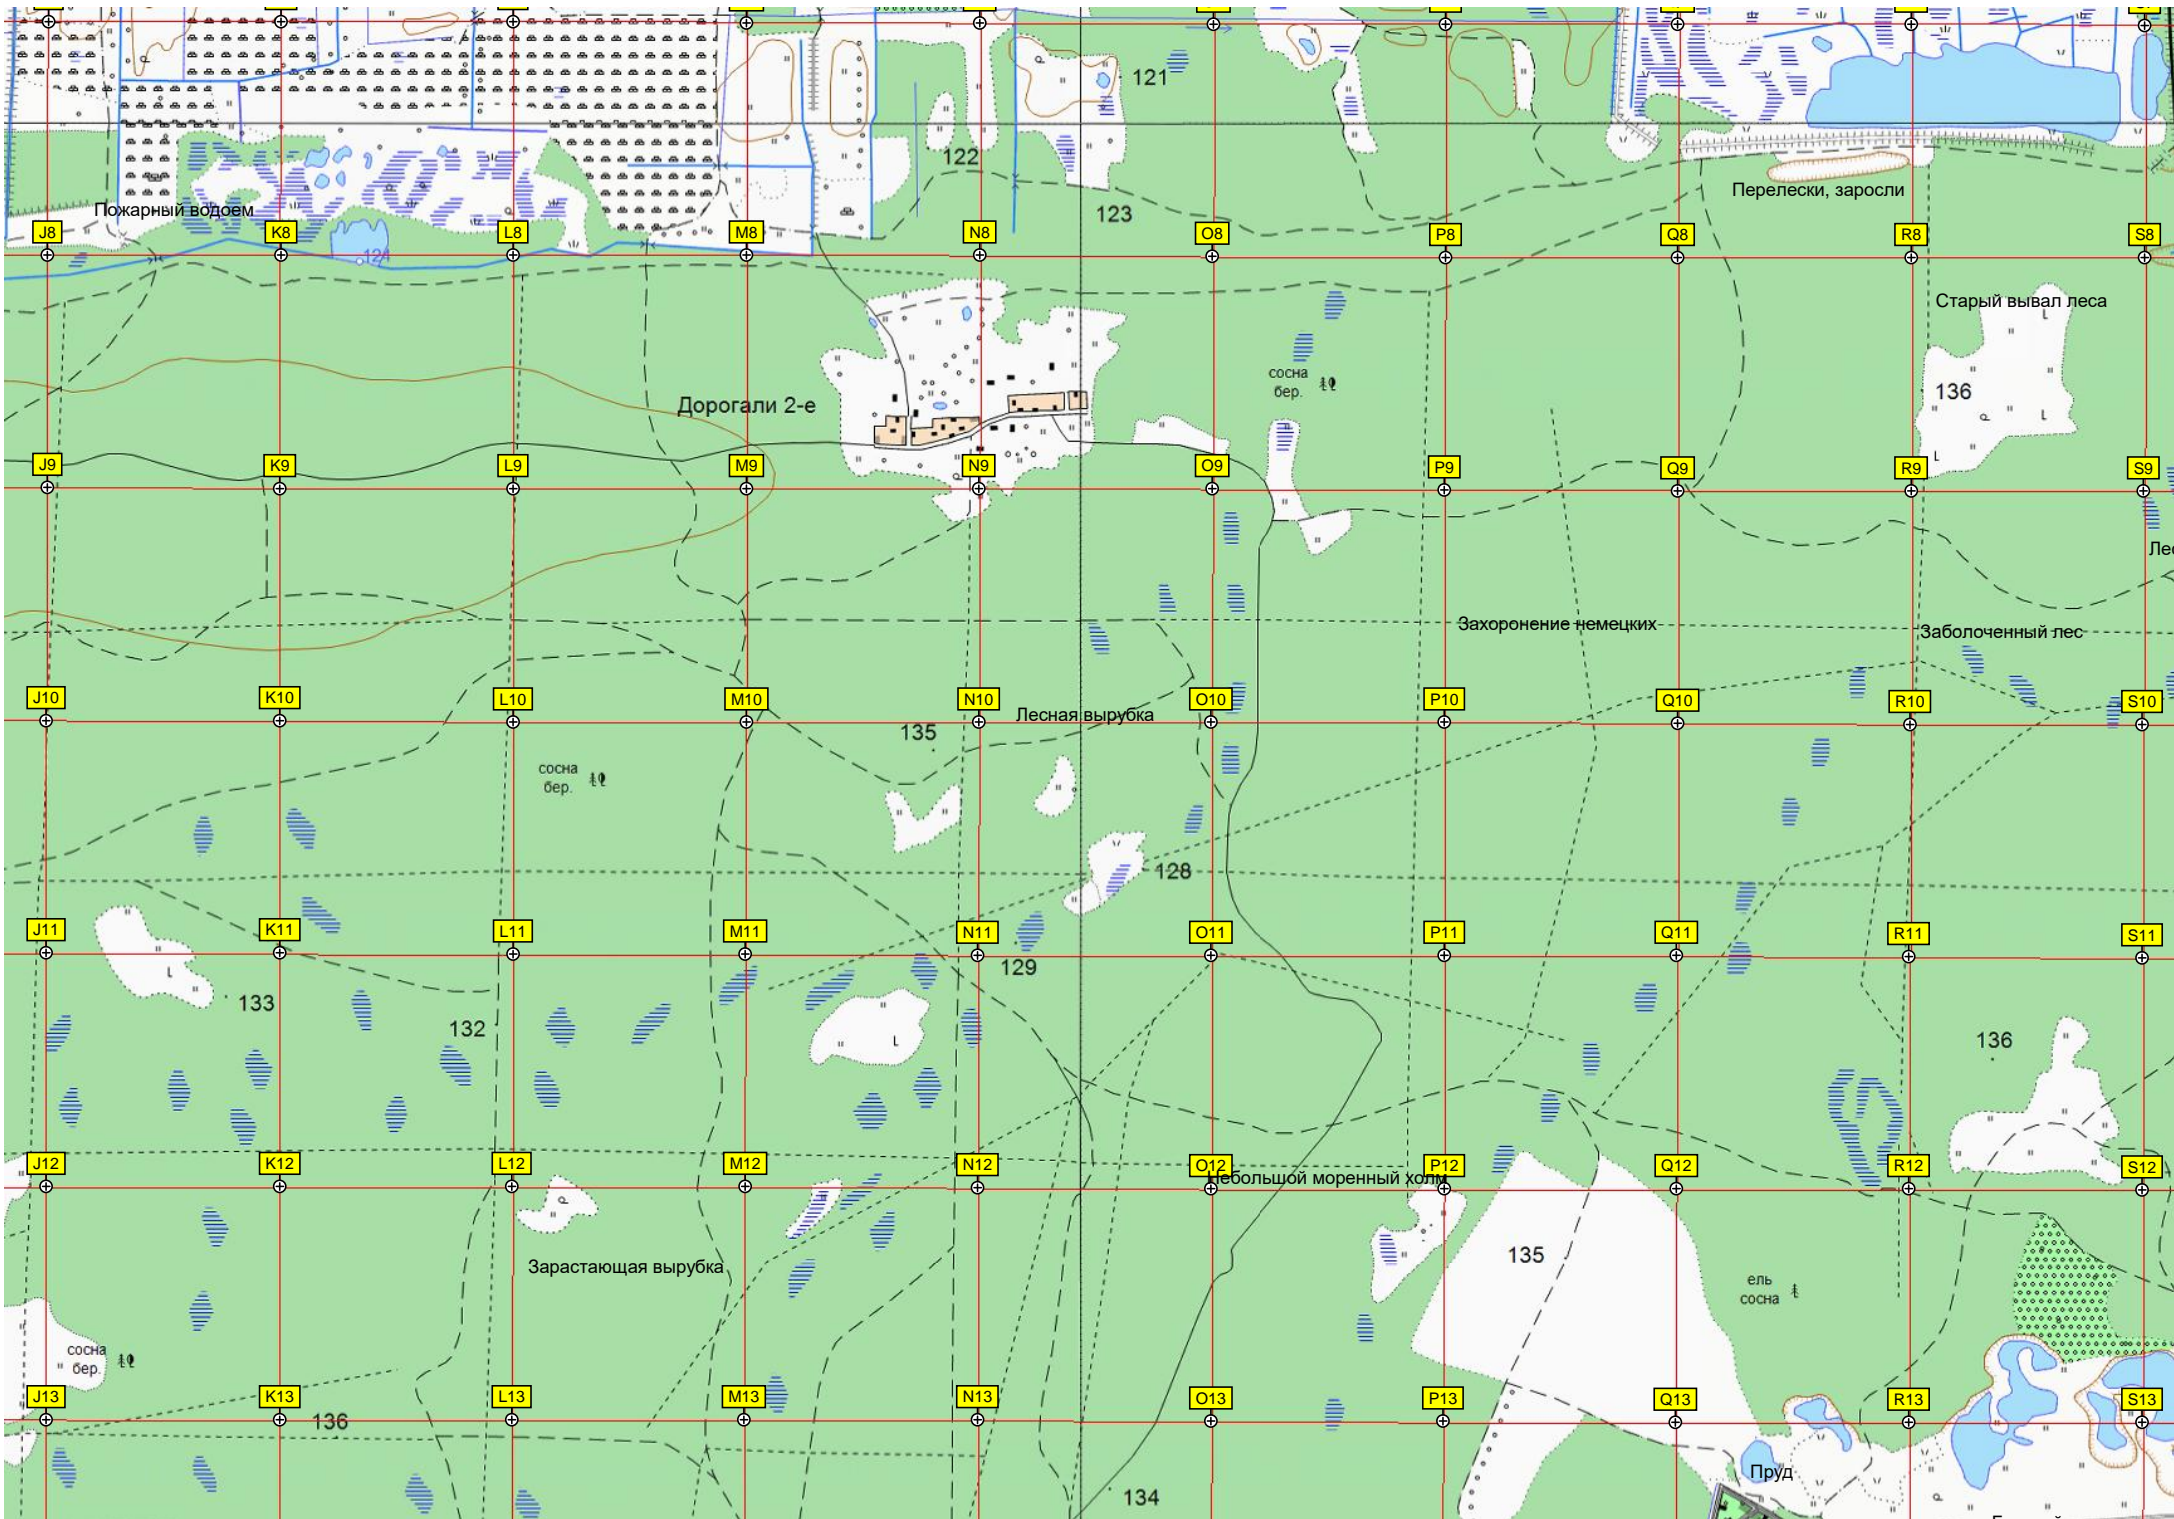 121
122
Перелески, заросли
Пожарный водоем
123
J8 K8 L8 M8 N8 O8 P8 Q8 R8 S8
124
Старый вывал леса
сосна
бер.
136
Дорогали 2-е
J9 K9 L9 M9 N9 O9 P9 Q9 R9 S9
Захоронение немецких
Заболоченный лес
J10 K10 L10 M10 N10 O10 P10 Q10 R10 S10
Лесная вырубка
135
сосна
бер.
128
J11 K11 L11 M11 N11 O11 P11 Q11 R11 S11
129
133
132
136
J12 K12 L12 M12 N12 O12 P12 Q12 R12 S12
Небольшой моренный холм
135
Зарастающая вырубка
ель
сосна
сосна
бер.
J13 K13 L13 M13 N13 O13 P13 Q13 R13 S13
136
Пруд
134